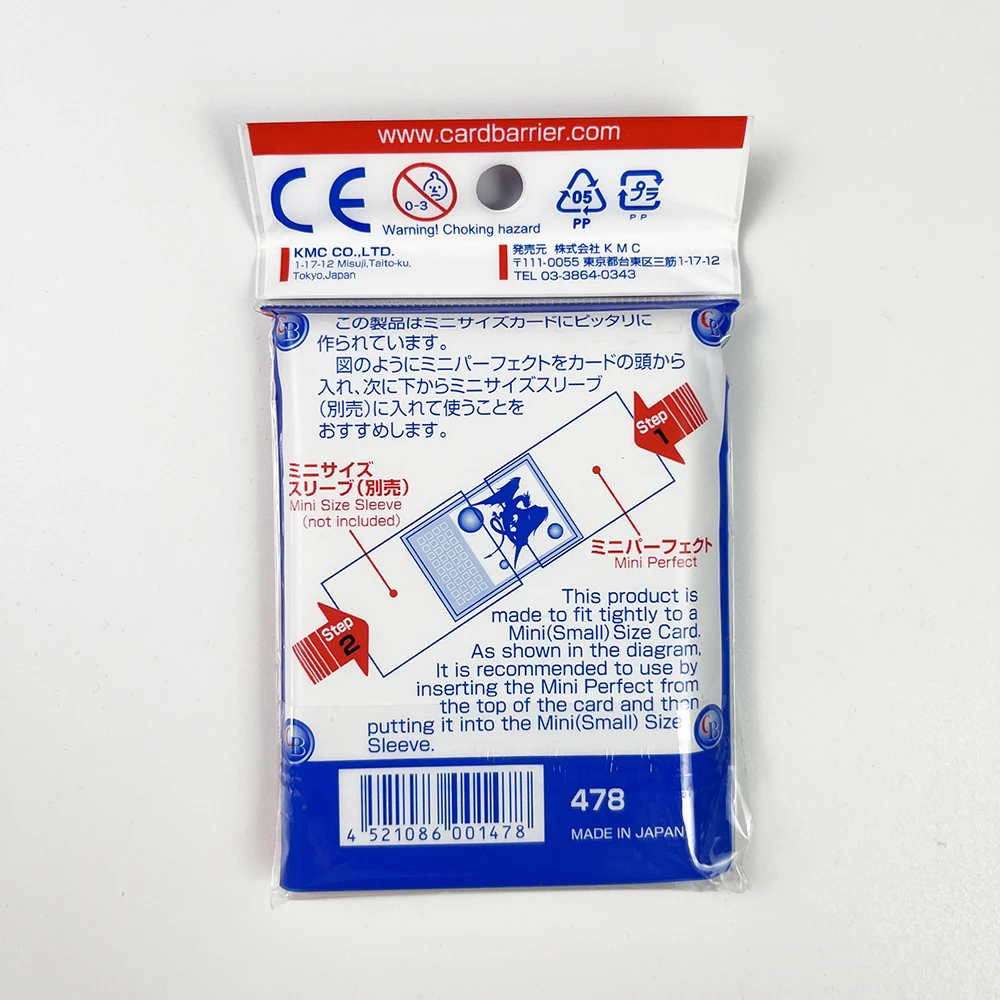 www.cardbarrier.com
CE
0-3
05
PP
プラ
PP
Warning! Choking hazard
KMC CO.,LTD.
1-17-12 Misuji,Taito-ku,
Tokyo,Japan
発売元 株式会社 KMC
〒111-0055 東京都台東区三筋1-17-12
TEL 03-3864-0343
CB
CB
この製品はミニサイズカードにピッタリに
作られています。
図のようにミニパーフェクトをカードの頭から
入れ、次に下からミニサイズスリーブ
(別売)に入れて使うことを
おすすめします。
Step
1
ミニサイズ
スリーブ(別売)
Mini Size Sleeve
(not included)
ミニパーフェクト
Mini Perfect
Step
2
This product is
made to fit tightly to a
Mini(Small) Size Card.
As shown in the diagram,
It is recommended to use by
inserting the Mini Perfect from
the top of the card and then
putting it into the Mini(Small) Size
Sleeve.
CB
CB
4 521086 001478
478
MADE IN JAPAN